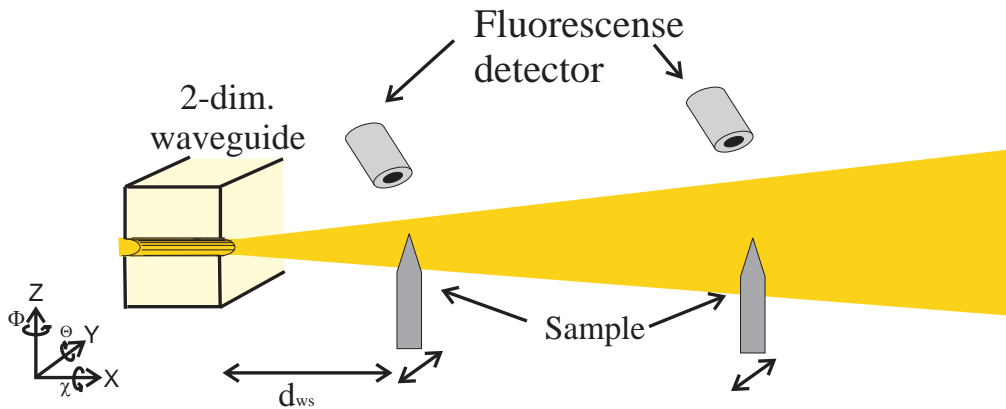 Fluorescense
detector
2-dim.
waveguide
Sample
Z
Φ
Θ
Y
X
χ
dws